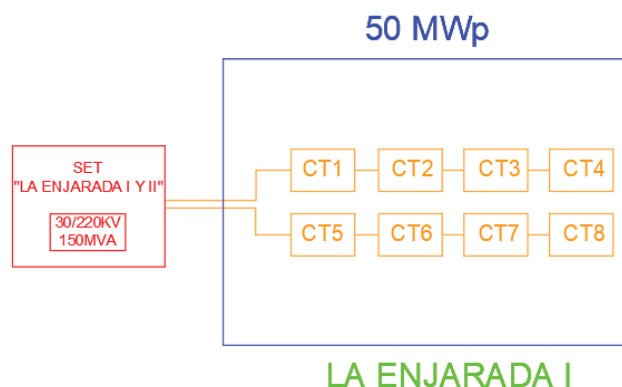 50 MWp
SET
"LA ENJARADA I Y II"
30/220KV
150MVA
CT1 CT2 CT3 CT4
CT5 CT6 CT7 CT8
LA ENJARADA I